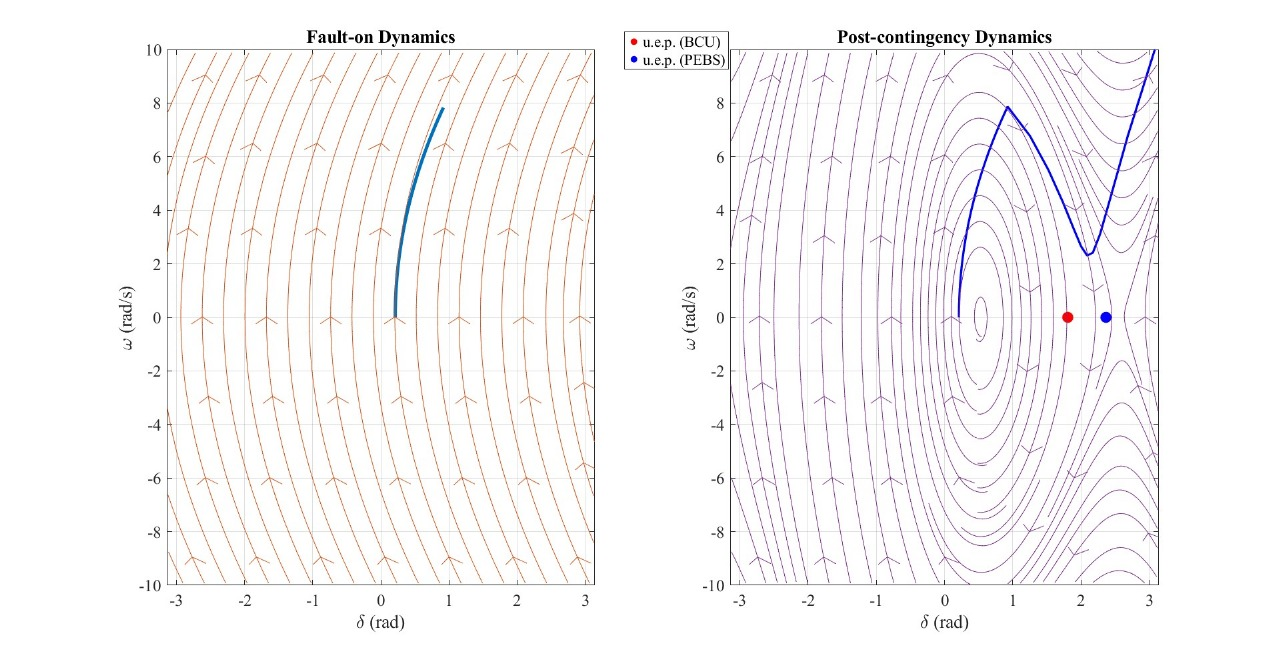 Fault-on Dynamics
10
8
6
4
2
0
-2
-4
-6
-8
-10
ω (rad/s)
-3 -2 -1 0 1 2 3
δ (rad)
u.e.p. (BCU)
u.e.p. (PEBS)
Post-contingency Dynamics
10
8
6
4
2
0
-2
-4
-6
-8
-10
ω (rad/s)
-3 -2 -1 0 1 2 3
δ (rad)